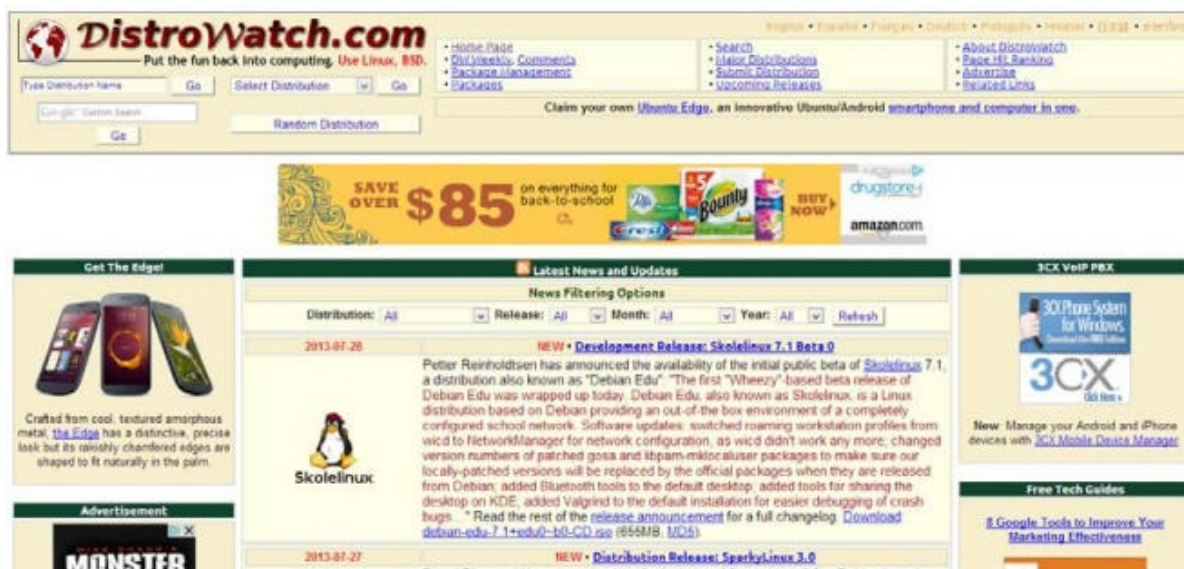 DistroWatch.com
Put the fun back into computing. Use Linux, BSD.
English • Español • Français • Deutsch • Português •
Type Distribution Name Go Select Distribution Go
Google Custom Search
Go Random Distribution
• Home Page
• DW Weekly, Comments
• Package Management
• Packages
• Search
• Major Distributions
• Submit Distribution
• Upcoming Releases
• About DistroWatch
• Page Hit Ranking
• Advertise
• Related Links
Claim your own Ubuntu Edge, an innovative Ubuntu/Android smartphone and computer in one.
SAVE OVER $85 on everything for back-to-school
$5
Puffs
Crest
Bounty
BUY NOW
drugstore
amazon.com
Get The Edge!
Crafted from cool, textured amorphous
metal, the Edge has a distinctive, precise
look but its rakishly chamfered edges are
shaped to fit naturally in the palm.
Advertisement
MONSTER
Latest News and Updates
News Filtering Options
Distribution: All Release: All Month: All Year: All Refresh
2013-07-28 NEW • Development Release: Skolelinux 7.1 Beta 0
Skolelinux
Petter Reinholdtsen has announced the availability of the initial public beta of Skolelinux 7.1,
a distribution also known as "Debian Edu": "The first "Wheezy"-based beta release of
Debian Edu was wrapped up today. Debian Edu, also known as Skolelinux, is a Linux
distribution based on Debian providing an out-of-the box environment of a completely
configured school network. Software updates: switched roaming workstation profiles from
wicd to NetworkManager for network configuration, as wicd didn't work any more; changed
version numbers of patched gosa and libpam-mklocaluser packages to make sure our
locally-patched versions will be replaced by the official packages when they are released
from Debian; added Bluetooth tools to the default desktop; added tools for sharing the
desktop on KDE; added Valgrind to the default installation for easier debugging of crash
bugs...." Read the rest of the release announcement for a full changelog. Download
debian-edu-7.1+edu0~b0-CD.iso (655MB, MD5).
2013-07-27 NEW • Distribution Release: SparkyLinux 3.0
3CX VoIP PBX
3CX Phone System
for Windows.
Download the FREE Edition
3CX
Click Here »
New: Manage your Android and iPhone
devices with 3CX Mobile Device Manager
Free Tech Guides
8 Google Tools to Improve Your
Marketing Effectiveness